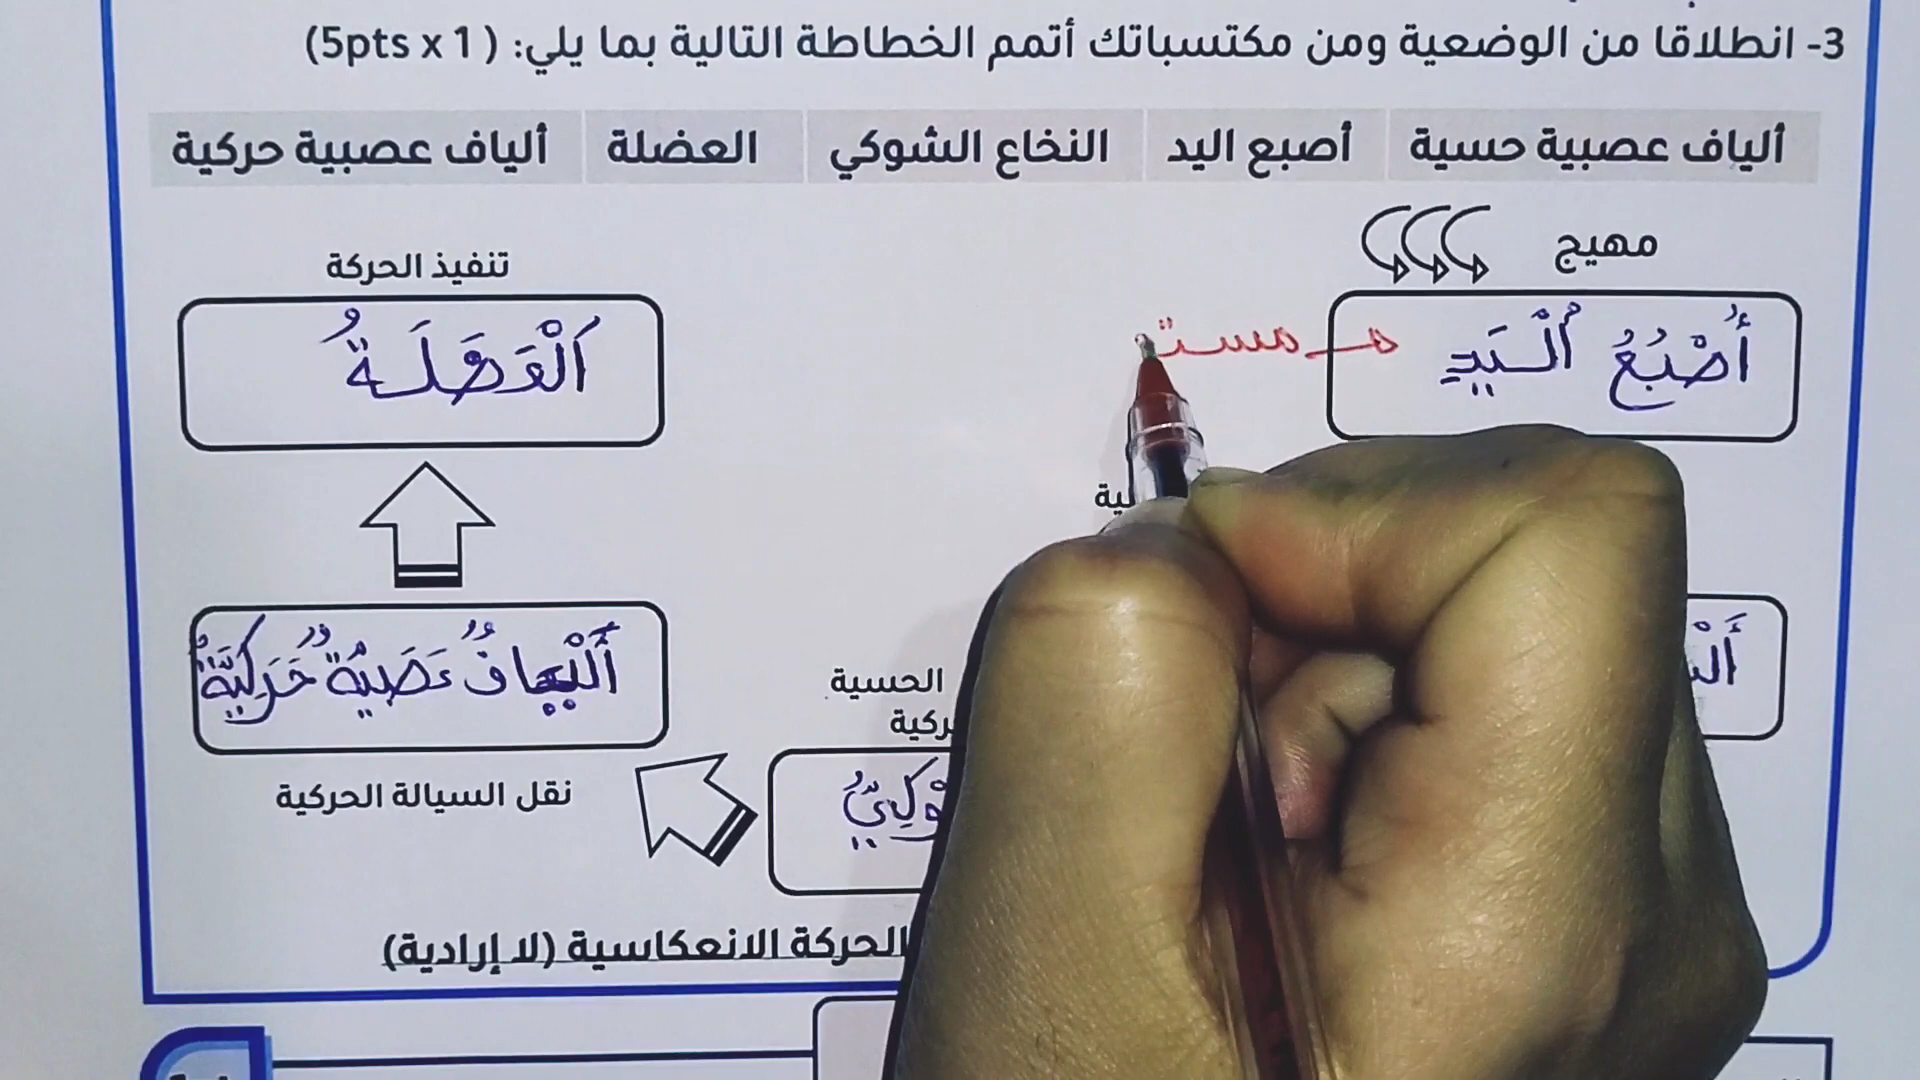 3- انطلاقا من الوضعية ومن مكتسباتك أتمم الخطاطة التالية بما يلي: (5pts x 1)
ألياف عصبية حسية أصبع اليد النخاع الشوكي العضلة ألياف عصبية حركية
مهيج
تنفيذ الحركة
أُصْبُعُ الْيَدِ
اَلْعَضَلَةُ
أَلْيَافُ عَصَبِيَّةُ حَرَكِيَّةُ
الحسية
نقل السيالة الحركية
الحركة الانعكاسية (لا إرادية)